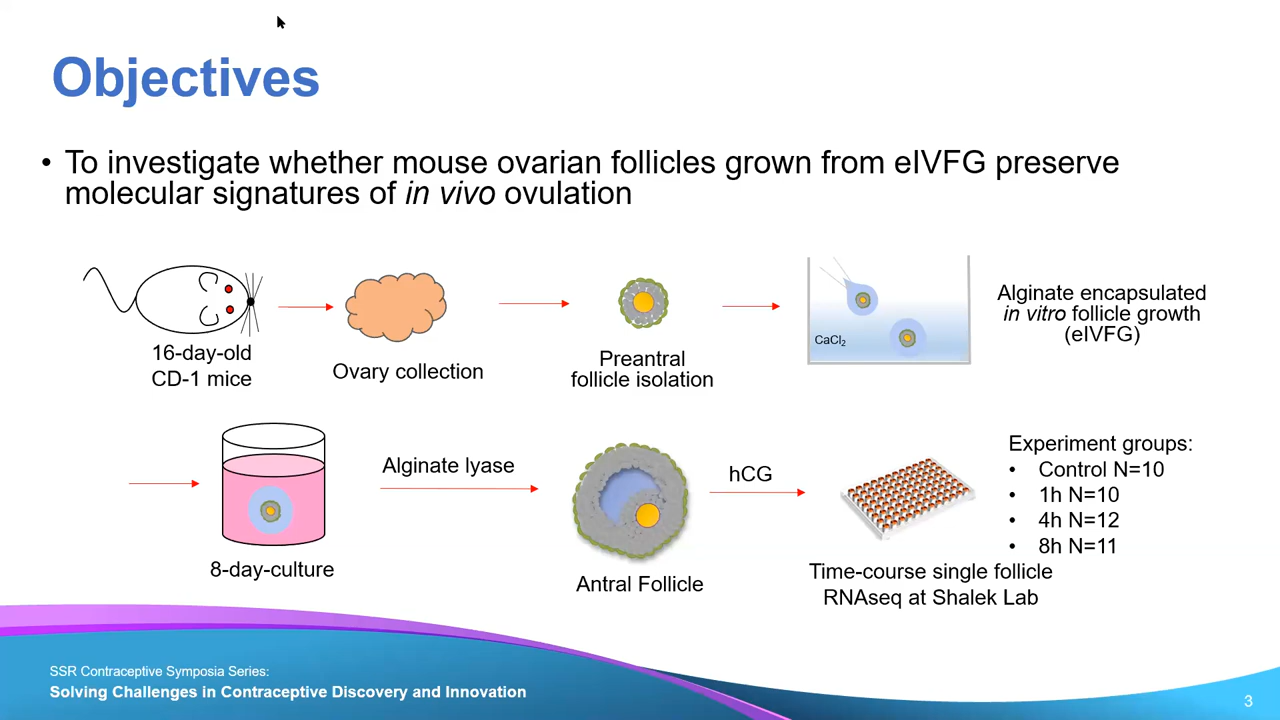 Objectives
• To investigate whether mouse ovarian follicles grown from eIVFG preserve
molecular signatures of in vivo ovulation
16-day-old
CD-1 mice
Ovary collection
Preantral
follicle isolation
CaCl₂
Alginate encapsulated
in vitro follicle growth
(eIVFG)
8-day-culture
Alginate lyase
Antral Follicle
hCG
Time-course single follicle
RNAseq at Shalek Lab
Experiment groups:
• Control N=10
• 1h N=10
• 4h N=12
• 8h N=11
SSR Contraceptive Symposia Series:
Solving Challenges in Contraceptive Discovery and Innovation
3